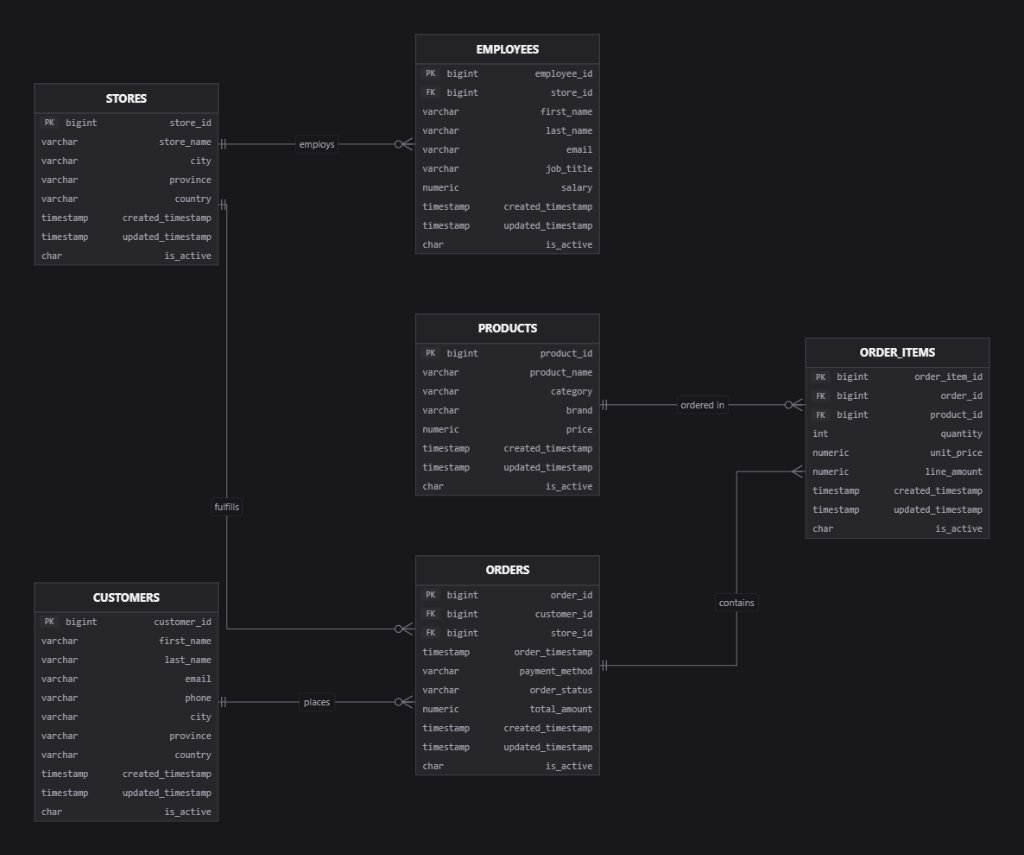 EMPLOYEES
PK bigint employee_id
FK bigint store_id
varchar first_name
varchar last_name
varchar email
varchar job_title
numeric salary
timestamp created_timestamp
timestamp updated_timestamp
char is_active
STORES
PK bigint store_id
varchar store_name
varchar city
varchar province
varchar country
timestamp created_timestamp
timestamp updated_timestamp
char is_active
employs
PRODUCTS
PK bigint product_id
varchar product_name
varchar category
varchar brand
numeric price
timestamp created_timestamp
timestamp updated_timestamp
char is_active
ordered in
ORDER_ITEMS
PK bigint order_item_id
FK bigint order_id
FK bigint product_id
int quantity
numeric unit_price
numeric line_amount
timestamp created_timestamp
timestamp updated_timestamp
char is_active
fulfills
contains
CUSTOMERS
PK bigint customer_id
varchar first_name
varchar last_name
varchar email
varchar phone
varchar city
varchar province
varchar country
timestamp created_timestamp
timestamp updated_timestamp
char is_active
places
ORDERS
PK bigint order_id
FK bigint customer_id
FK bigint store_id
timestamp order_timestamp
varchar payment_method
varchar order_status
numeric total_amount
timestamp created_timestamp
timestamp updated_timestamp
char is_active